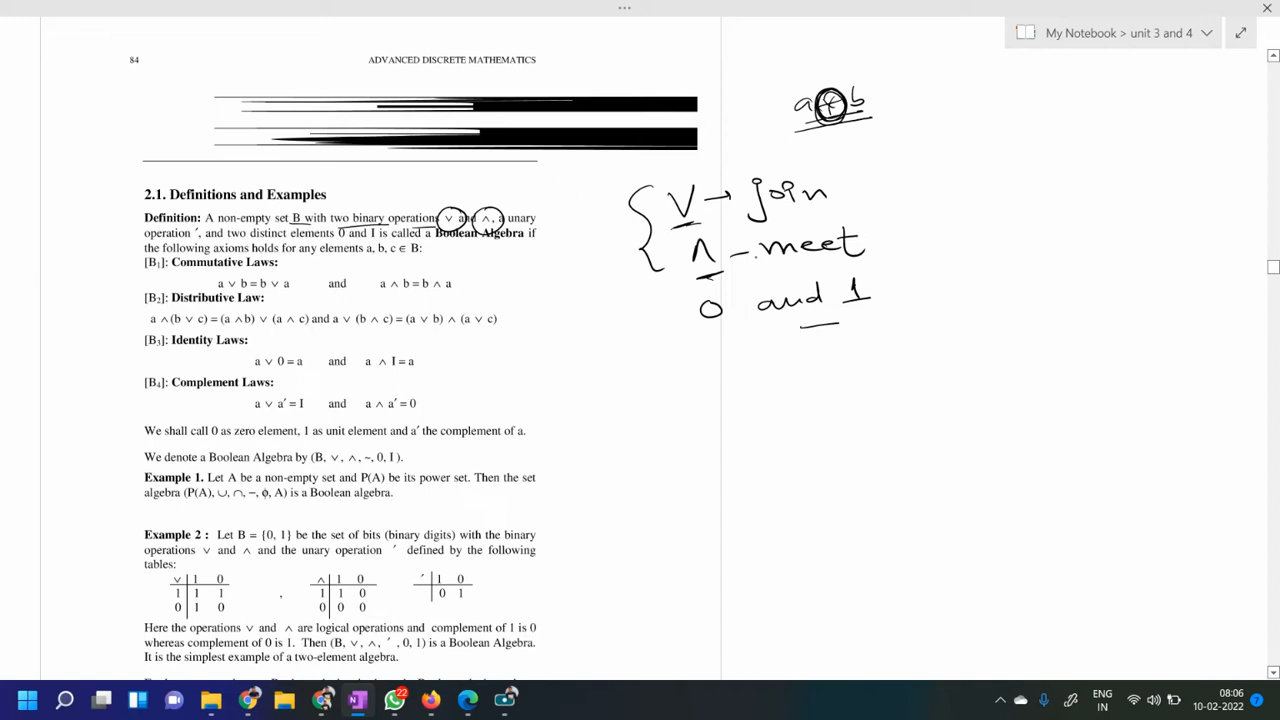 My Notebook > unit 3 and 4
84 ADVANCED DISCRETE MATHEMATICS
a + b
∨ → join
∧ – meet
0 and 1
2.1. Definitions and Examples
Definition: A non-empty set B with two binary operations ∨ and ∧, a unary
operation ′, and two distinct elements 0 and I is called a Boolean Algebra if
the following axioms holds for any elements a, b, c ∈ B:
[B₁]: Commutative Laws:
a ∨ b = b ∨ a and a ∧ b = b ∧ a
[B₂]: Distributive Law:
a ∧ (b ∨ c) = (a ∧ b) ∨ (a ∧ c) and a ∨ (b ∧ c) = (a ∨ b) ∧ (a ∨ c)
[B₃]: Identity Laws:
a ∨ 0 = a and a ∧ I = a
[B₄]: Complement Laws:
a ∨ a′ = I and a ∧ a′ = 0
We shall call 0 as zero element, 1 as unit element and a′ the complement of a.
We denote a Boolean Algebra by (B, ∨, ∧, ~, 0, I ).
Example 1. Let A be a non-empty set and P(A) be its power set. Then the set
algebra (P(A), ∪, ∩, –, ϕ, A) is a Boolean algebra.
Example 2 : Let B = {0, 1} be the set of bits (binary digits) with the binary
operations ∨ and ∧ and the unary operation ′ defined by the following
tables:
∨ 1 0 ∧ 1 0 ′ 1 0
1 1 1 , 1 1 0 0 1
0 1 0 0 0 0
Here the operations ∨ and ∧ are logical operations and complement of 1 is 0
whereas complement of 0 is 1. Then (B, ∨, ∧, ′ , 0, 1) is a Boolean Algebra.
It is the simplest example of a two-element algebra.
22
ENG 08:06
IN 10-02-2022